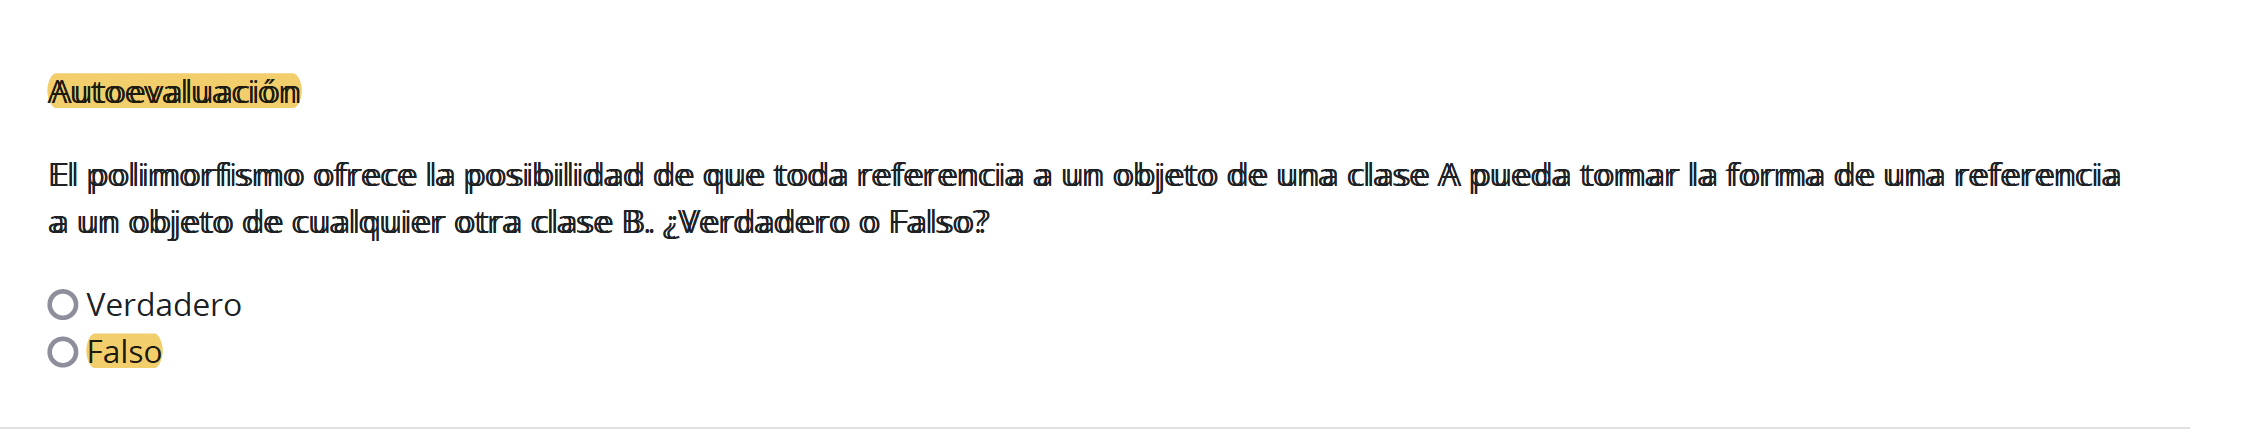 Autoevaluación
El polimorfismo ofrece la posibilidad de que toda referencia a un objeto de una clase A pueda tomar la forma de una referencia
a un objeto de cualquier otra clase B. ¿Verdadero o Falso?
Verdadero
Falso